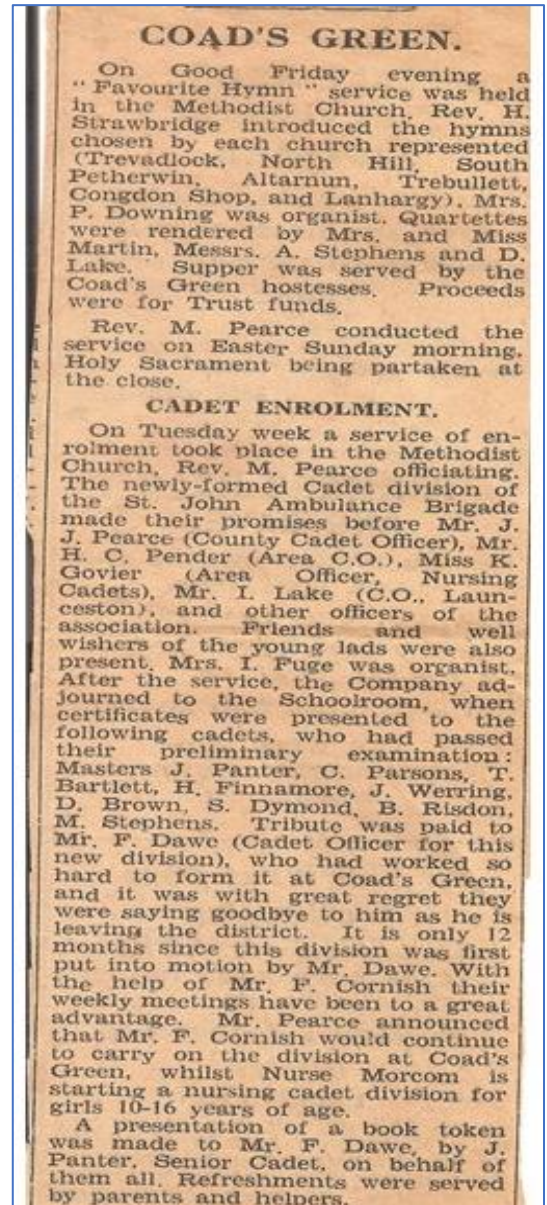 COAD'S GREEN.
On Good Friday evening a
" Favourite Hymn " service was held
in the Methodist Church, Rev. H.
Strawbridge introduced the hymns
chosen by each church represented
(Trevadlock, North Hill, South
Petherwin, Altarnun, Trebullett,
Congdon Shop, and Lanhargy). Mrs.
P. Downing was organist. Quartettes
were rendered by Mrs. and Miss
Martin, Messrs. A. Stephens and D.
Lake. Supper was served by the
Coad's Green hostesses. Proceeds
were for Trust funds.
Rev. M. Pearce conducted the
service on Easter Sunday morning,
Holy Sacrament being partaken at
the close.
CADET ENROLMENT.
On Tuesday week a service of en-
rolment took place in the Methodist
Church, Rev. M. Pearce officiating.
The newly-formed Cadet division of
the St. John Ambulance Brigade
made their promises before Mr. J.
J. Pearce (County Cadet Officer), Mr.
H. C. Pender (Area C.O.), Miss K.
Govier (Area Officer, Nursing
Cadets), Mr. I. Lake (C.O., Laun-
ceston), and other officers of the
association. Friends and well
wishers of the young lads were also
present. Mrs. I. Fuge was organist.
After the service, the Company ad-
journed to the Schoolroom, when
certificates were presented to the
following cadets, who had passed
their preliminary examination:
Masters J. Panter, C. Parsons, T.
Bartlett, H. Finnamore, J. Werring,
D. Brown, S. Dymond, B. Risdon,
M. Stephens. Tribute was paid to
Mr. F. Dawe (Cadet Officer for this
new division), who had worked so
hard to form it at Coad's Green,
and it was with great regret they
were saying goodbye to him as he is
leaving the district. It is only 12
months since this division was first
put into motion by Mr. Dawe. With
the help of Mr. F. Cornish their
weekly meetings have been to a great
advantage. Mr. Pearce announced
that Mr. F. Cornish would continue
to carry on the division at Coad's
Green, whilst Nurse Morcom is
starting a nursing cadet division for
girls 10-16 years of age.
A presentation of a book token
was made to Mr. F. Dawe, by J.
Panter, Senior Cadet, on behalf of
them all. Refreshments were served
by parents and helpers.